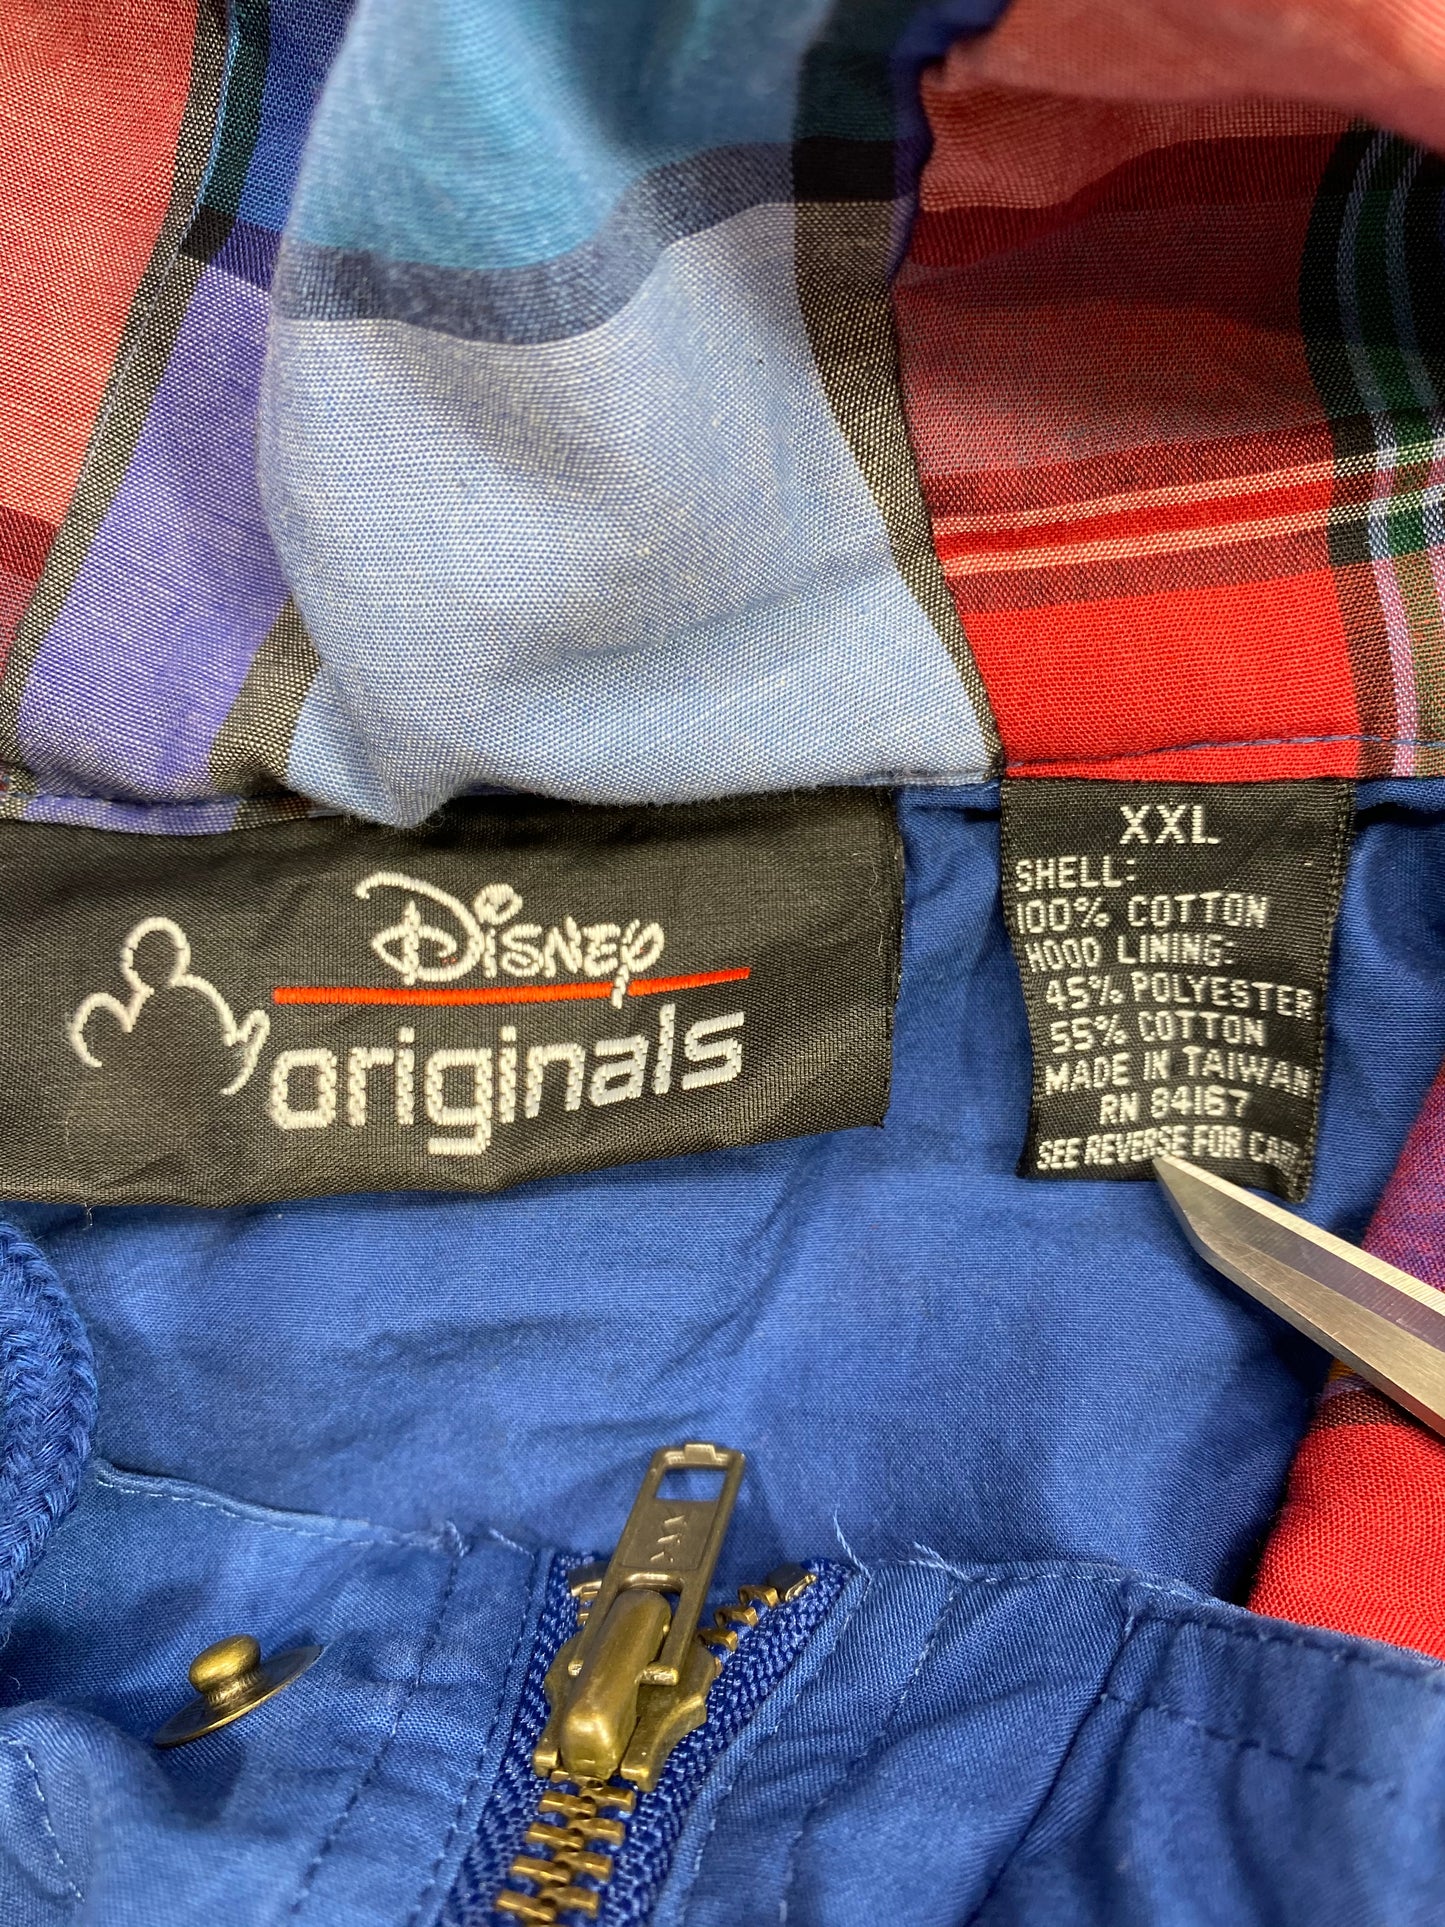 Disney
originals
XXL
SHELL:
100% COTTON
HOOD LINING:
45% POLYESTER
55% COTTON
MADE IN TAIWAN
RN 84167
SEE REVERSE FOR CARE